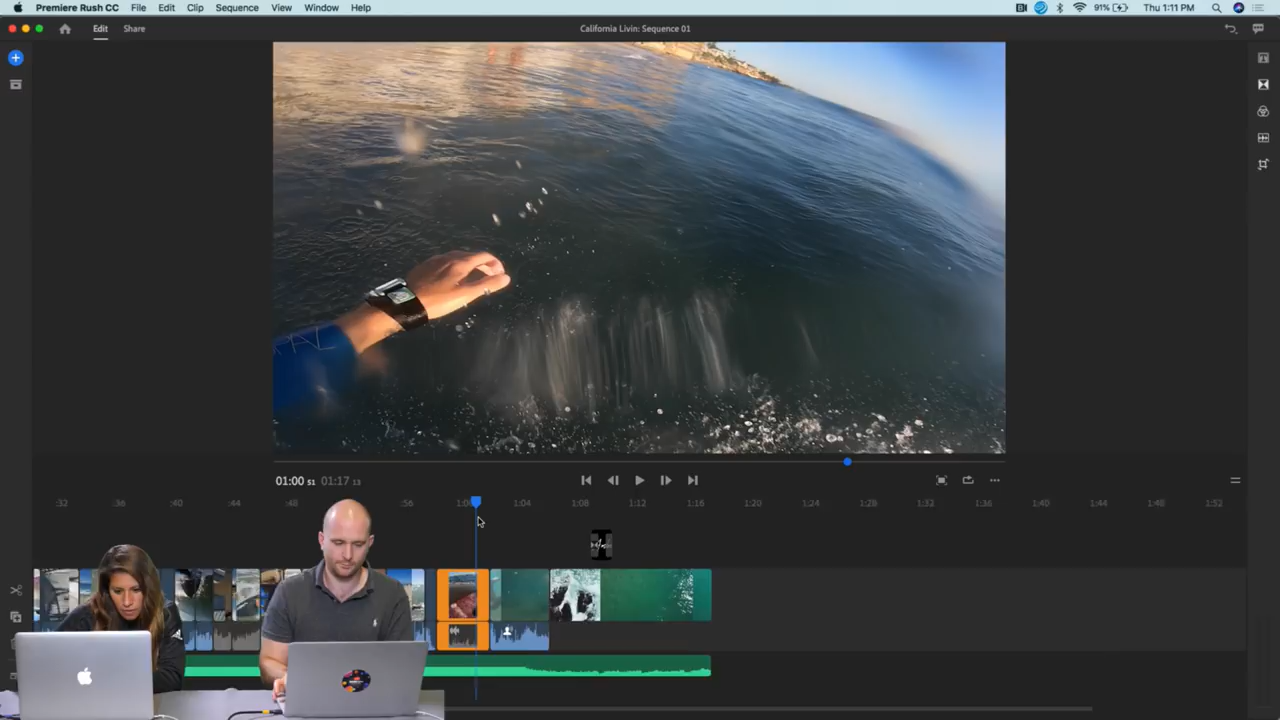 Premiere Rush CC File Edit Clip Sequence View Window Help 91% Thu 1:11 PM
Edit Share California Livin: Sequence 01
01:00 51 01:17 13
:32 :36 :40 :44 :48 :56 1:04 1:08 1:12 1:16 1:20 1:24 1:28 1:32 1:36 1:40 1:44 1:48 1:52